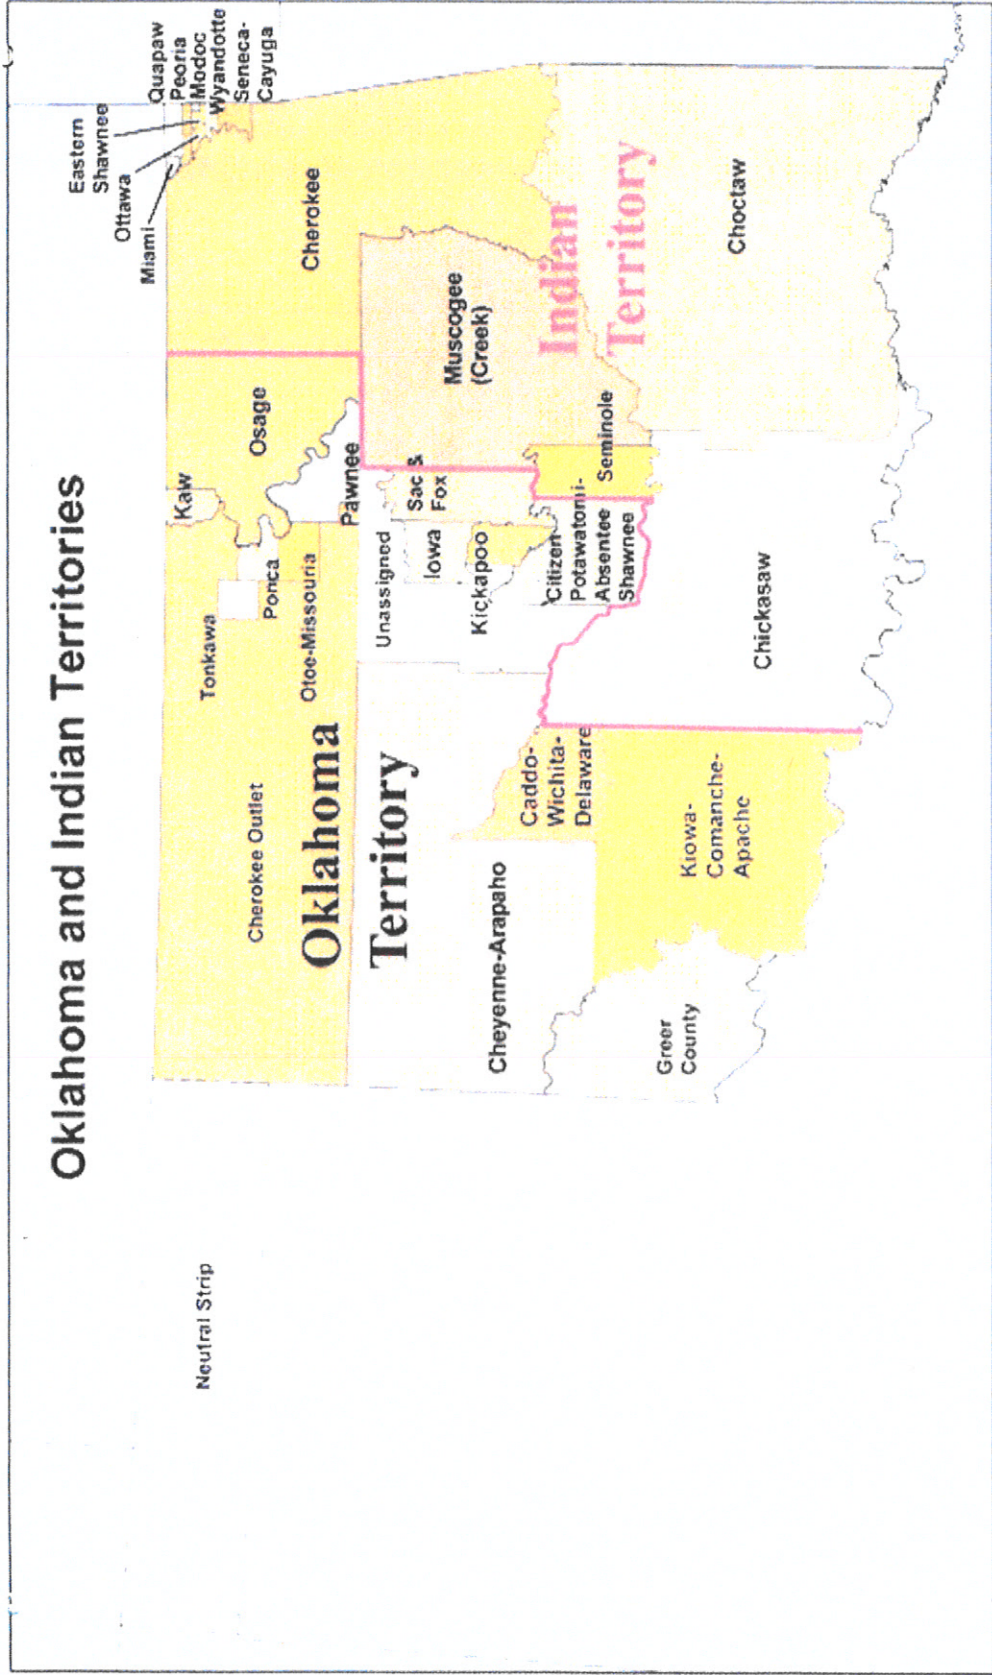 Oklahoma and Indian Territories
Neutral Strip
Cherokee Outlet
Tonkawa
Ponca
Otoe-Missouria
Kaw
Osage
Pawnee
Miami
Ottawa
Eastern
Shawnee
Quapaw
Peoria
Modoc
Wyandotte
Seneca-
Cayuga
Cherokee
Oklahoma
Territory
Unassigned
Iowa
Sac &
Fox
Kickapoo
Muscogee
(Creek)
Indian
Territory
Cheyenne-Arapaho
Caddo-
Wichita-
Delaware
Citizen
Potawatomi-
Absentee
Shawnee
Seminole
Choctaw
Chickasaw
Kiowa-
Comanche-
Apache
Greer
County